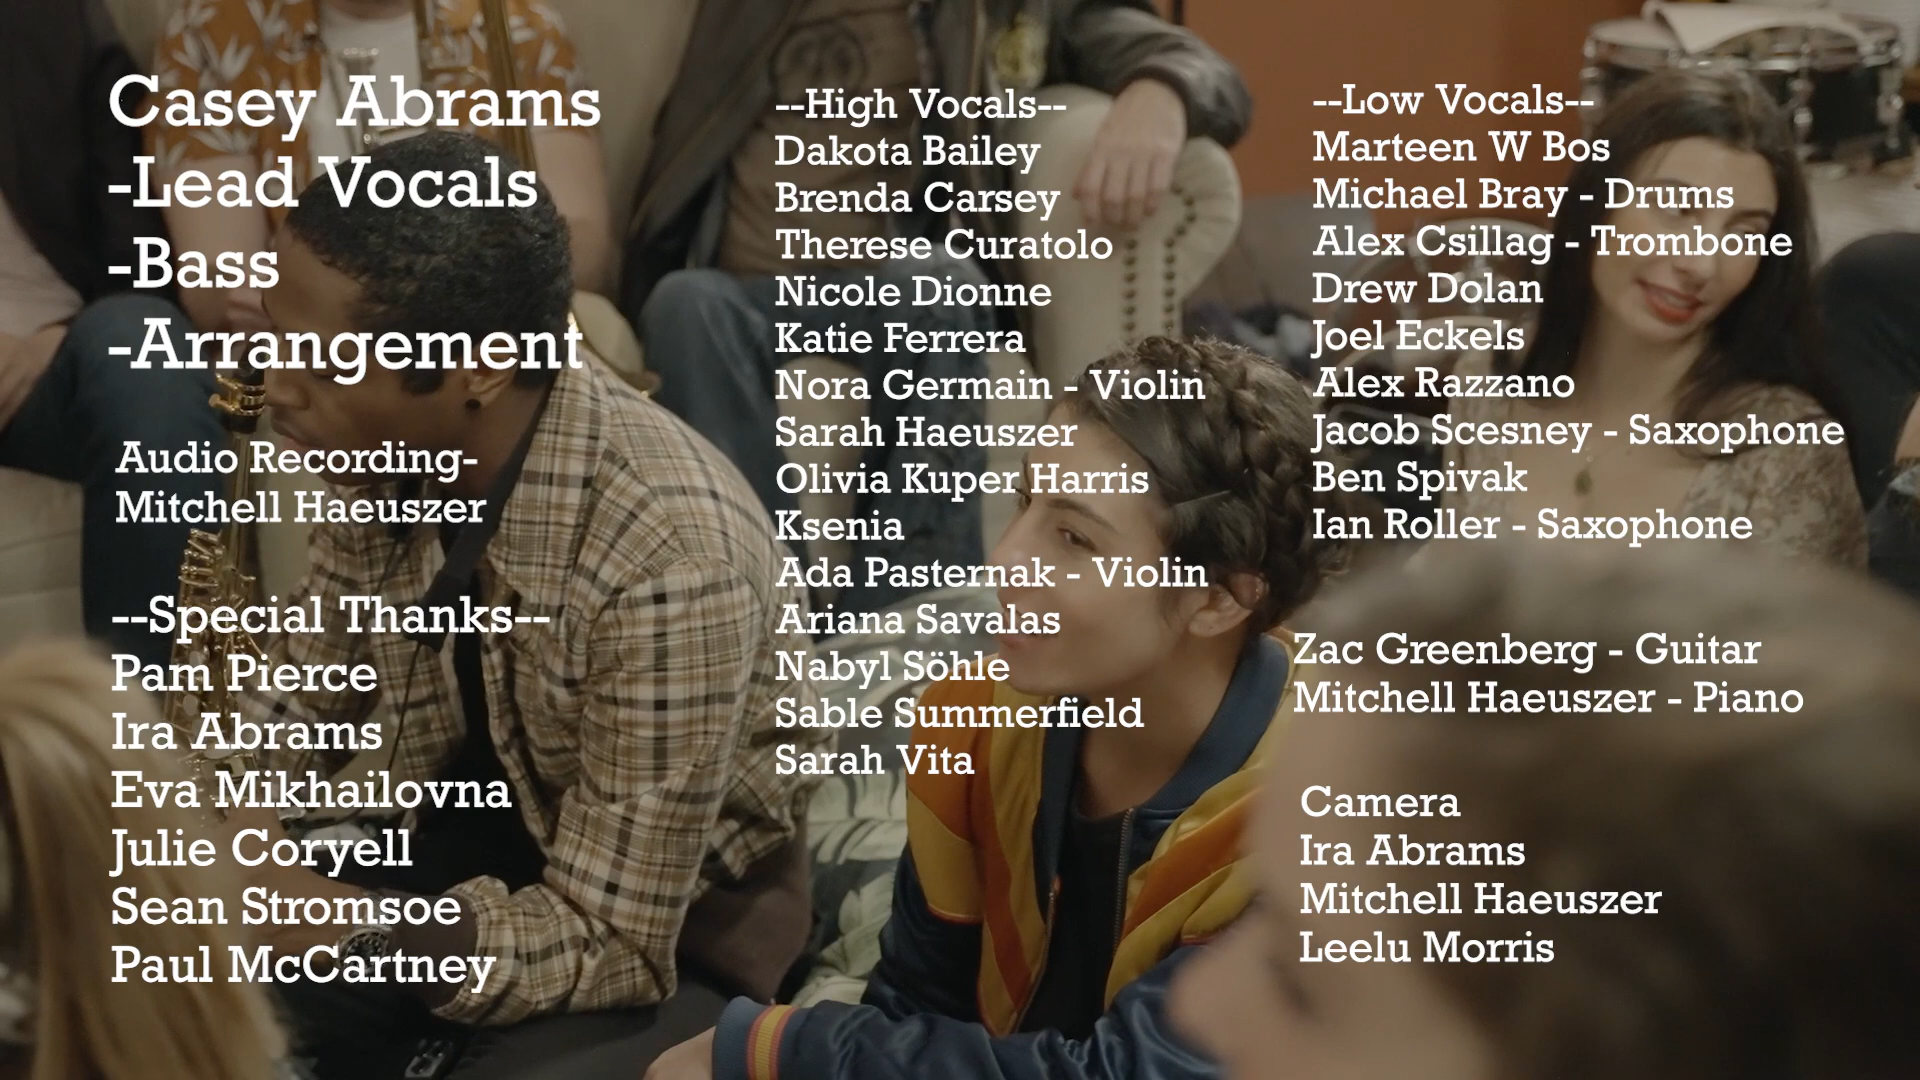 Casey Abrams
-Lead Vocals
-Bass
-Arrangement
Audio Recording-
Mitchell Haeuszer
--Special Thanks--
Pam Pierce
Ira Abrams
Eva Mikhailovna
Julie Coryell
Sean Stromsoe
Paul McCartney
--High Vocals--
Dakota Bailey
Brenda Carsey
Therese Curatolo
Nicole Dionne
Katie Ferrera
Nora Germain - Violin
Sarah Haeuszer
Olivia Kuper Harris
Ksenia
Ada Pasternak - Violin
Ariana Savalas
Nabyl Söhle
Sable Summerfield
Sarah Vita
--Low Vocals--
Marteen W Bos
Michael Bray - Drums
Alex Csillag - Trombone
Drew Dolan
Joel Eckels
Alex Razzano
Jacob Scesney - Saxophone
Ben Spivak
Ian Roller - Saxophone
Zac Greenberg - Guitar
Mitchell Haeuszer - Piano
Camera
Ira Abrams
Mitchell Haeuszer
Leelu Morris